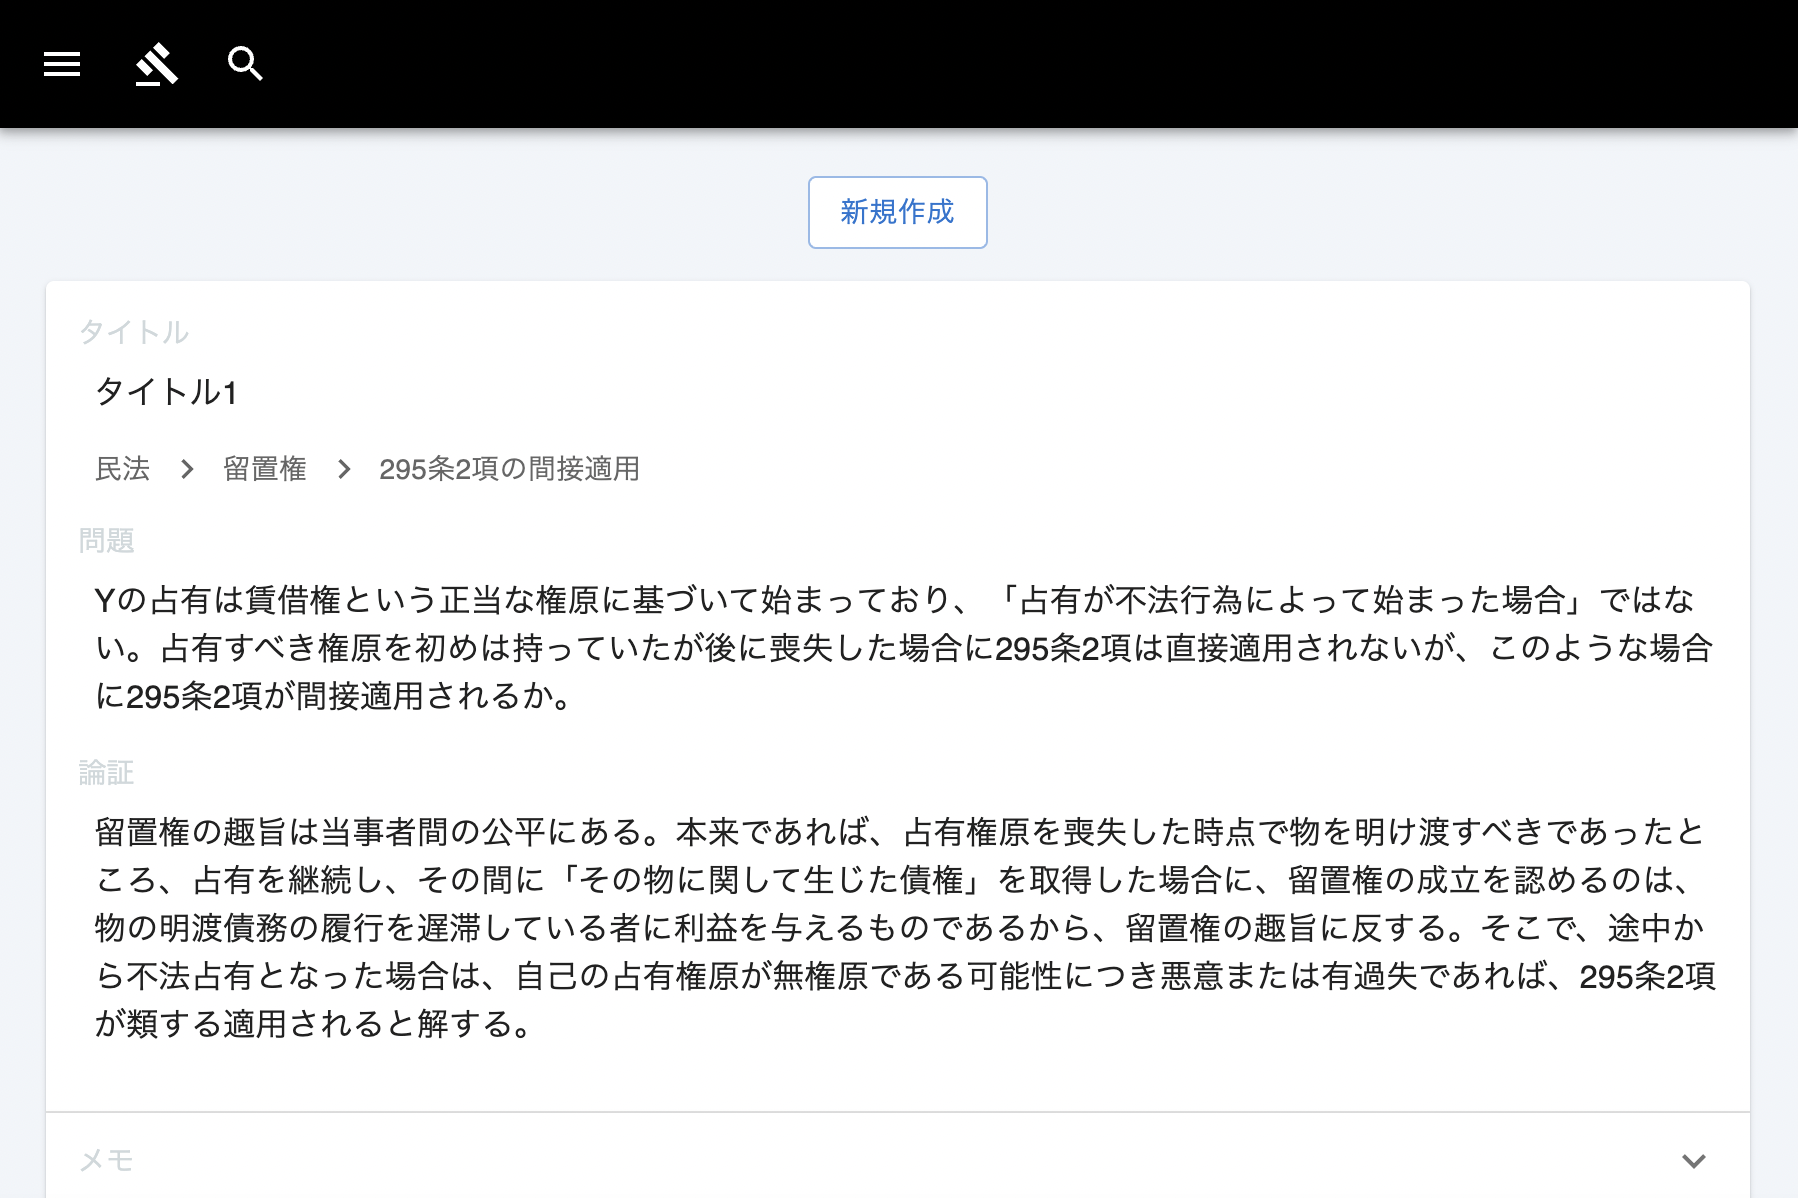 新規作成
タイトル
タイトル1
民法 > 留置権 > 295条2項の間接適用
問題
Yの占有は賃借権という正当な権原に基づいて始まっており、「占有が不法行為によって始まった場合」ではな
い。占有すべき権原を初めは持っていたが後に喪失した場合に295条2項は直接適用されないが、このような場合
に295条2項が間接適用されるか。
論証
留置権の趣旨は当事者間の公平にある。本来であれば、占有権原を喪失した時点で物を明け渡すべきであったと
ころ、占有を継続し、その間に「その物に関して生じた債権」を取得した場合に、留置権の成立を認めるのは、
物の明渡債務の履行を遅滞している者に利益を与えるものであるから、留置権の趣旨に反する。そこで、途中か
ら不法占有となった場合は、自己の占有権原が無権原である可能性につき悪意または有過失であれば、295条2項
が類する適用されると解する。
メモ